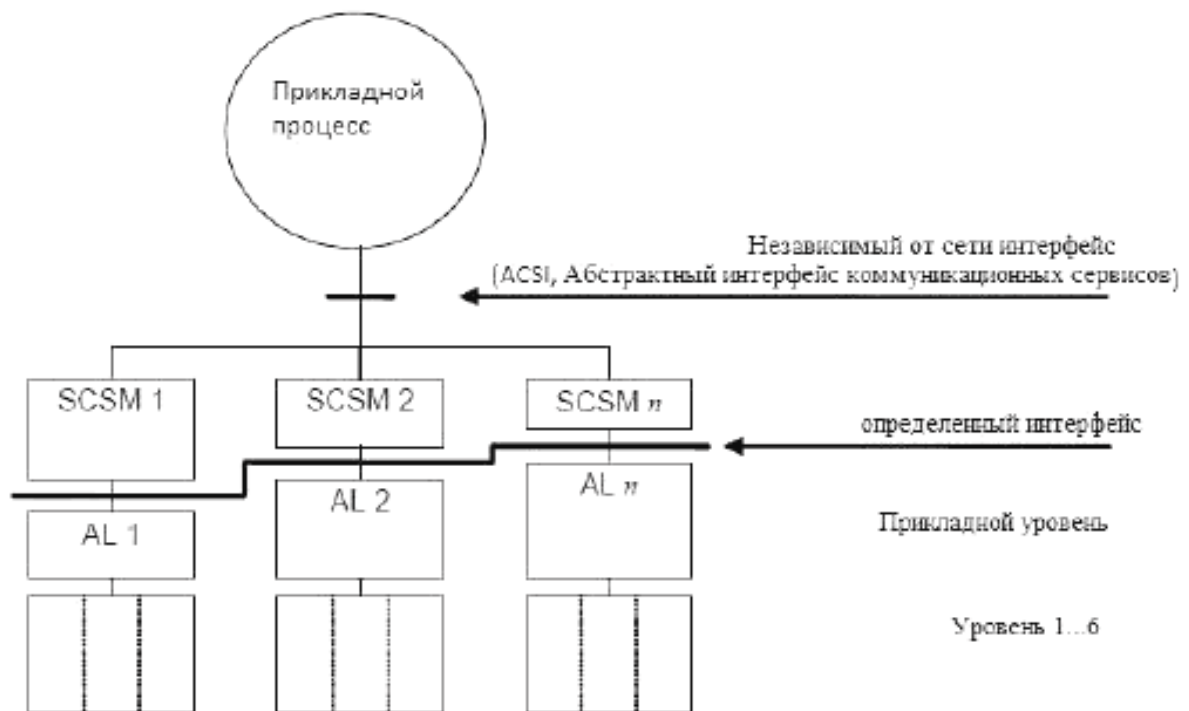 Прикладной
процесс
Независимый от сети интерфейс
(ACSI, Абстрактный интерфейс коммуникационных сервисов)
SCSM 1
SCSM 2
SCSM n
определенный интерфейс
AL 1
AL 2
AL n
Прикладной уровень
Уровень 1...6